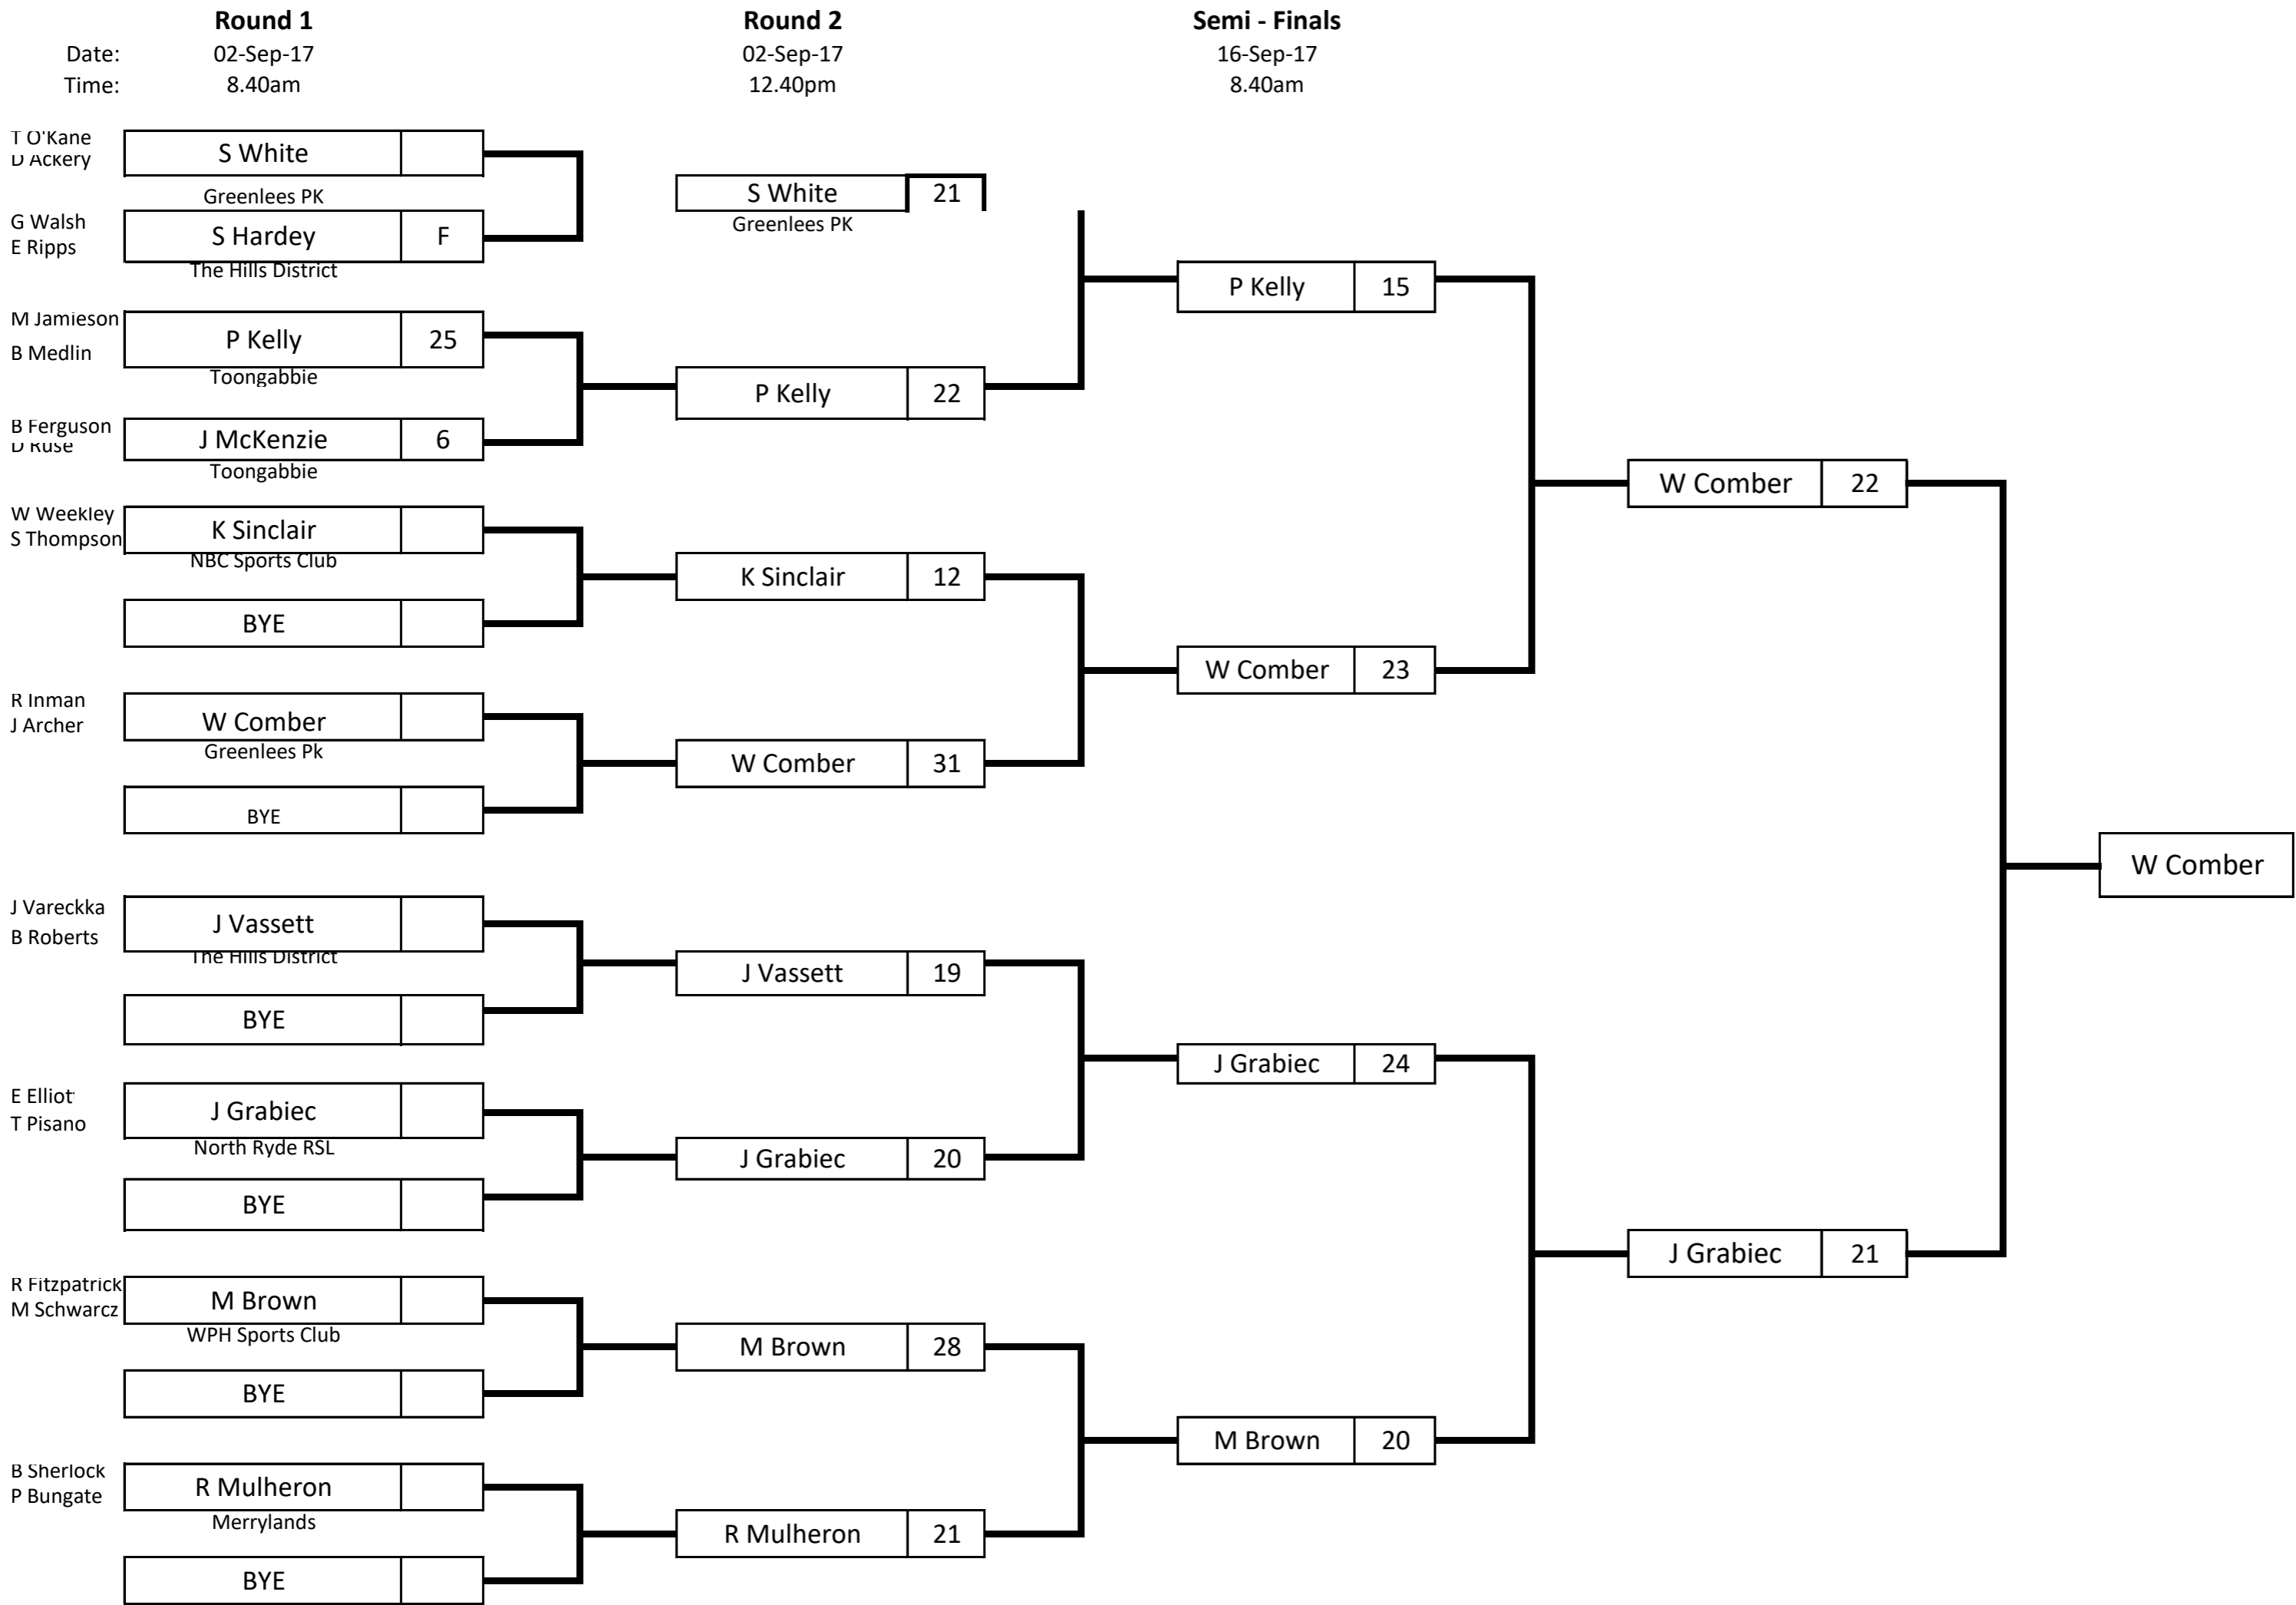 Round 1 Round 2 Semi - Finals
Date: 02-Sep-17 02-Sep-17 16-Sep-17
Time: 8.40am 12.40pm 8.40am
T O'Kane
D Ackery
S White
Greenlees PK
G Walsh
E Ripps
S Hardey F
The Hills District
M Jamieson
B Medlin
P Kelly 25
Toongabbie
B Ferguson
D Ruse
J McKenzie 6
Toongabbie
W Weekley
S Thompson
K Sinclair
NBC Sports Club
BYE
R Inman
J Archer
W Comber
Greenlees Pk
BYE
J Vareckka
B Roberts
J Vassett
The Hills District
BYE
E Elliott
T Pisano
J Grabiec
North Ryde RSL
BYE
R Fitzpatrick
M Schwarcz
M Brown
WPH Sports Club
BYE
B Sherlock
P Bungate
R Mulheron
Merrylands
BYE
S White 21
Greenlees PK
P Kelly 22
K Sinclair 12
W Comber 31
J Vassett 19
J Grabiec 20
M Brown 28
R Mulheron 21
P Kelly 15
W Comber 23
J Grabiec 24
M Brown 20
W Comber 22
J Grabiec 21
W Comber